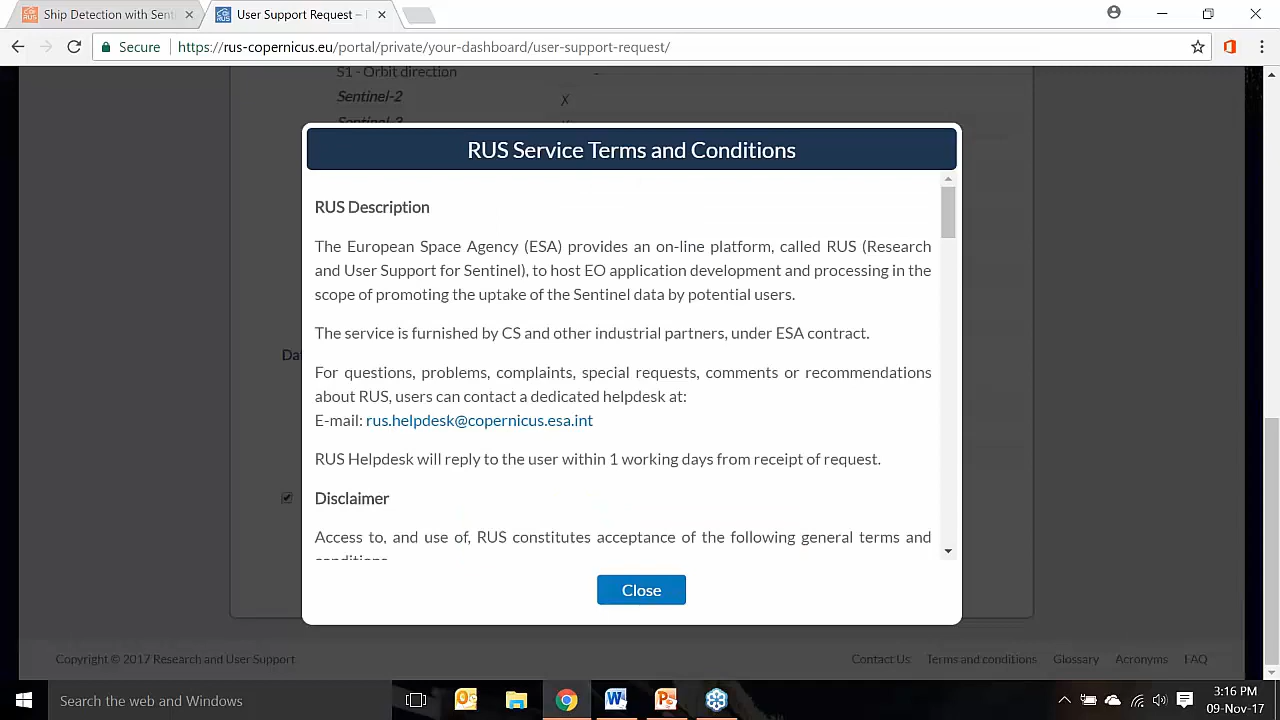 Ship Detection with Sent
User Support Request –
Secure
https://rus-copernicus.eu/portal/private/your-dashboard/user-support-request/
S1 - Orbit direction
-
Sentinel-2
X
Sentinel-3
RUS Service Terms and Conditions
RUS Description
The European Space Agency (ESA) provides an on-line platform, called RUS (Research
and User Support for Sentinel), to host EO application development and processing in the
scope of promoting the uptake of the Sentinel data by potential users.
The service is furnished by CS and other industrial partners, under ESA contract.
Da
For questions, problems, complaints, special requests, comments or recommendations
about RUS, users can contact a dedicated helpdesk at:
E-mail: rus.helpdesk@copernicus.esa.int
RUS Helpdesk will reply to the user within 1 working days from receipt of request.
Disclaimer
Access to, and use of, RUS constitutes acceptance of the following general terms and
conditions.
Close
Copyright © 2017 Research and User Support
Contact Us Terms and conditions Glossary Acronyms FAQ
Search the web and Windows
3:16 PM
09-Nov-17